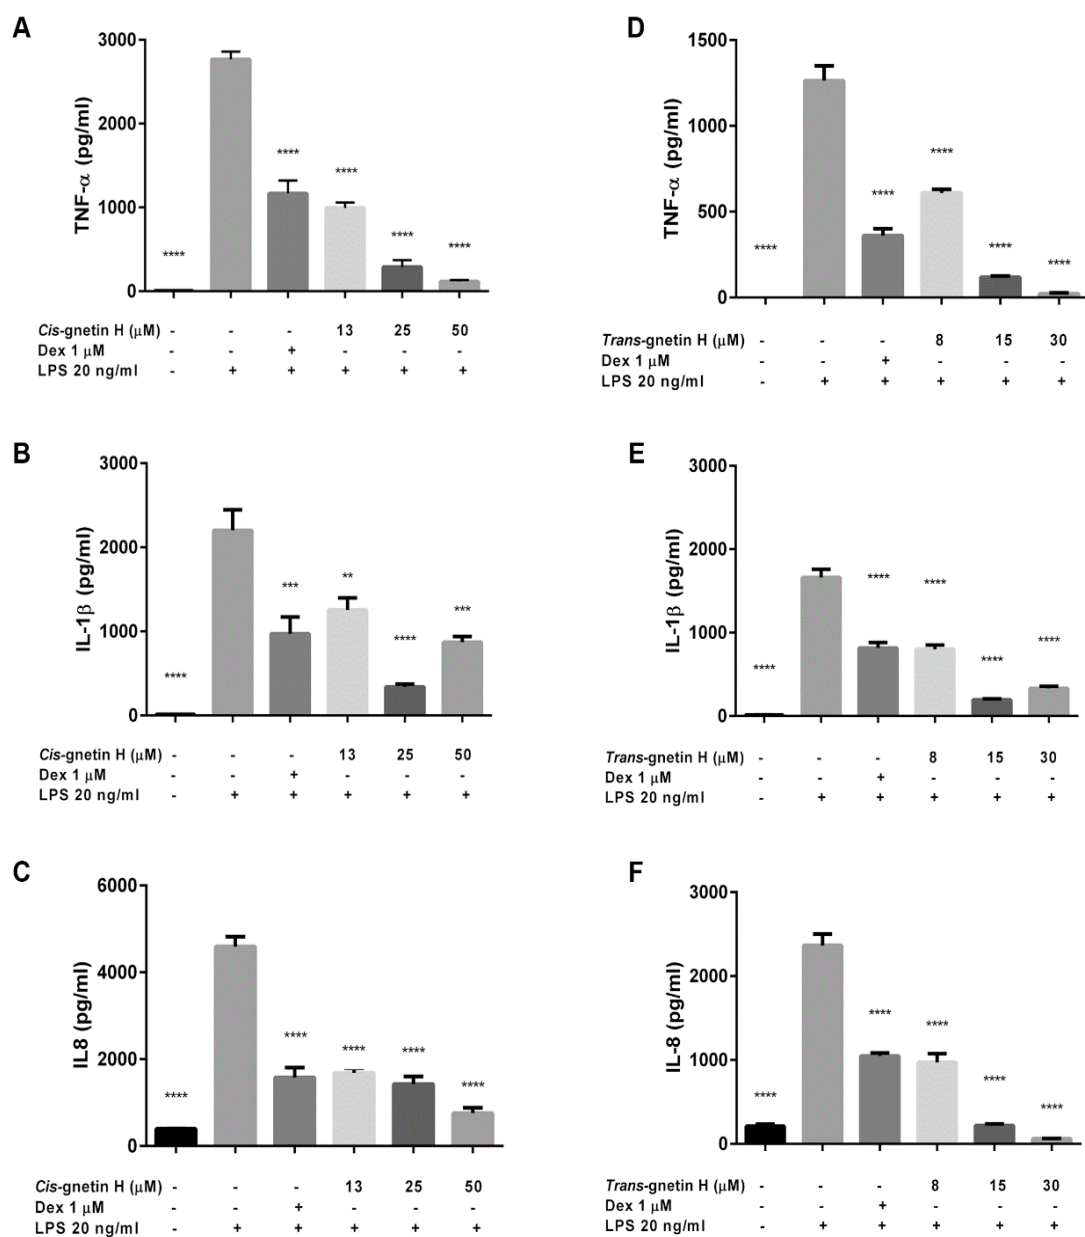 A
TNF-α (pg/ml)
3000
2000
1000
0
**** **** **** **** ****
Cis-gnetin H (μM) - - - 13 25 50
Dex 1 μM - - + - - -
LPS 20 ng/ml - + + + + +
D
TNF-α (pg/ml)
1500
1000
500
0
**** **** **** **** ****
Trans-gnetin H (μM) - - - 8 15 30
Dex 1 μM - - + - - -
LPS 20 ng/ml - + + + + +
B
IL-1β (pg/ml)
3000
2000
1000
0
**** *** ** **** ***
Cis-gnetin H (μM) - - - 13 25 50
Dex 1 μM - - + - - -
LPS 20 ng/ml - + + + + +
E
IL-1β (pg/ml)
3000
2000
1000
0
**** **** **** **** ****
Trans-gnetin H (μM) - - - 8 15 30
Dex 1 μM - - + - - -
LPS 20 ng/ml - + + + + +
C
IL8 (pg/ml)
6000
4000
2000
0
**** **** **** **** ****
Cis-gnetin H (μM) - - - 13 25 50
Dex 1 μM - - + - - -
LPS 20 ng/ml - + + + + +
F
IL-8 (pg/ml)
3000
2000
1000
0
**** **** **** **** ****
Trans-gnetin H (μM) - - - 8 15 30
Dex 1 μM - - + - - -
LPS 20 ng/ml - + + + + +